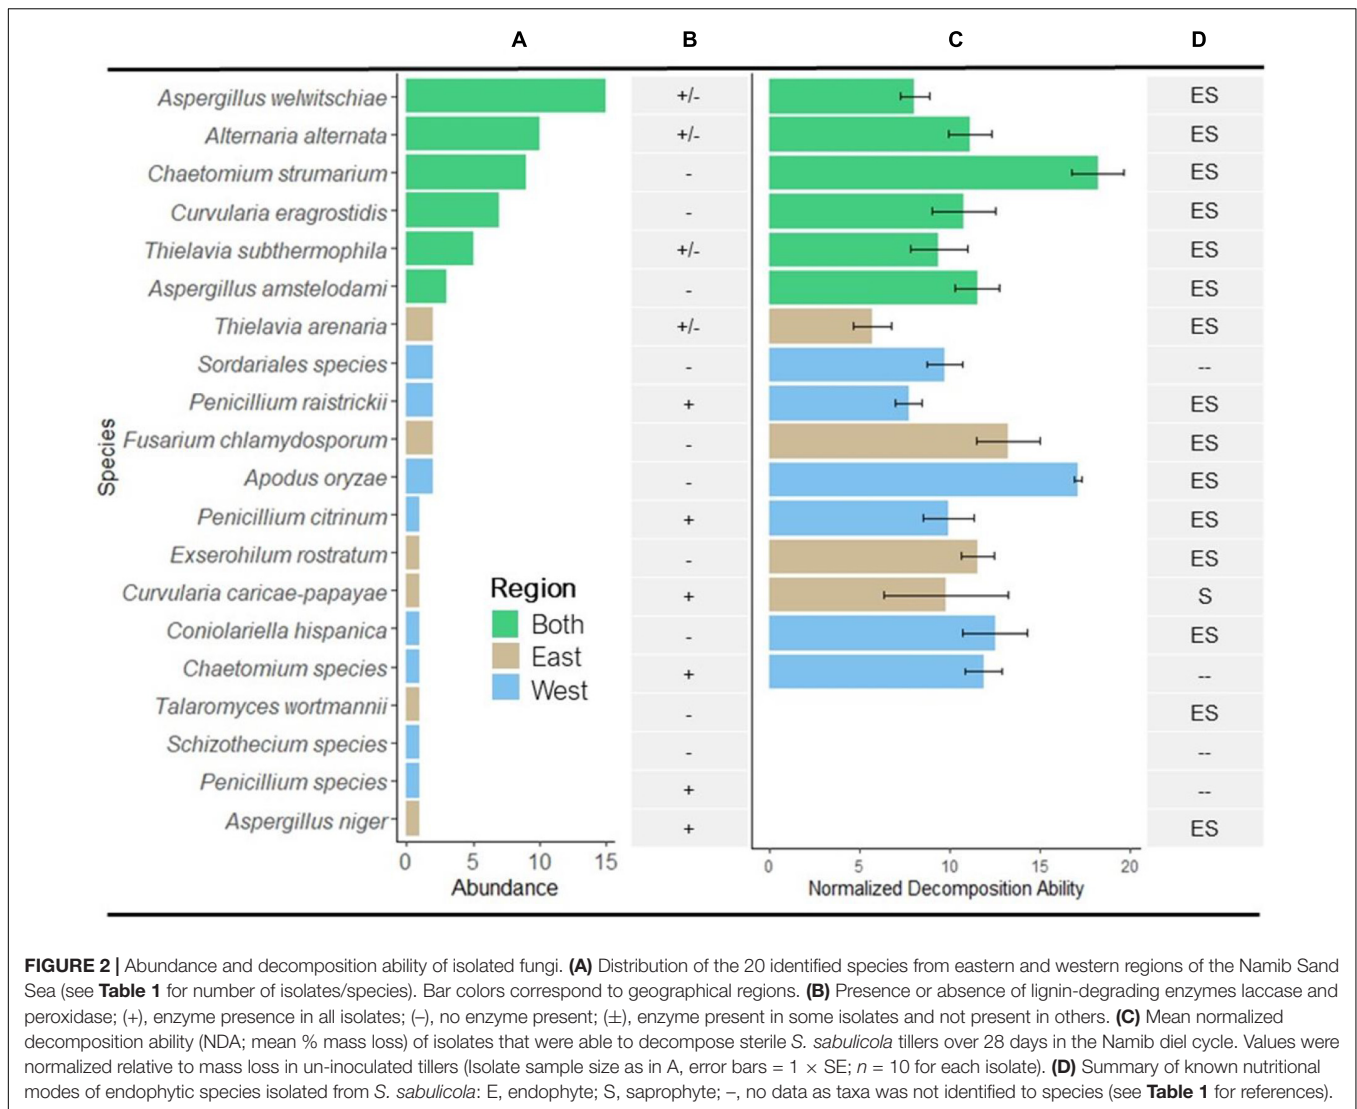 A B C D
Aspergillus welwitschiae +/- ES
Alternaria alternata +/- ES
Chaetomium strumarium - ES
Curvularia eragrostidis - ES
Thielavia subthermophila +/- ES
Aspergillus amstelodami - ES
Thielavia arenaria +/- ES
Sordariales species - --
Penicillium raistrickii + ES
Fusarium chlamydosporum - ES
Apodus oryzae - ES
Penicillium citrinum + ES
Exserohilum rostratum - ES
Curvularia caricae-papayae + S
Coniolariella hispanica - ES
Chaetomium species + --
Talaromyces wortmannii - ES
Schizothecium species - --
Penicillium species + --
Aspergillus niger + ES
Species
Region
Both
East
West
0 5 10 15
Abundance
0 5 10 15 20
Normalized Decomposition Ability
FIGURE 2 | Abundance and decomposition ability of isolated fungi. (A) Distribution of the 20 identified species from eastern and western regions of the Namib Sand
Sea (see Table 1 for number of isolates/species). Bar colors correspond to geographical regions. (B) Presence or absence of lignin-degrading enzymes laccase and
peroxidase; (+), enzyme presence in all isolates; (–), no enzyme present; (±), enzyme present in some isolates and not present in others. (C) Mean normalized
decomposition ability (NDA; mean % mass loss) of isolates that were able to decompose sterile S. sabulicola tillers over 28 days in the Namib diel cycle. Values were
normalized relative to mass loss in un-inoculated tillers (Isolate sample size as in A, error bars = 1 × SE; n = 10 for each isolate). (D) Summary of known nutritional
modes of endophytic species isolated from S. sabulicola: E, endophyte; S, saprophyte; –, no data as taxa was not identified to species (see Table 1 for references).